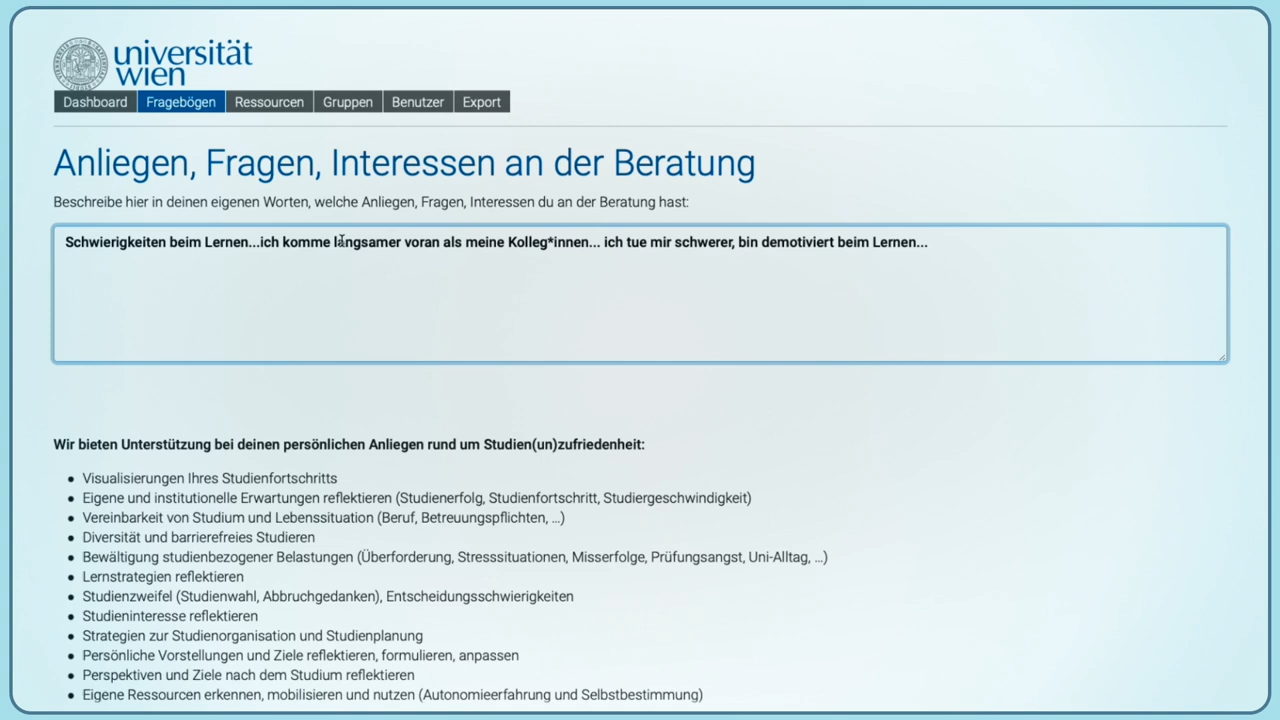 universität
wien
Dashboard Fragebögen Ressourcen Gruppen Benutzer Export
Anliegen, Fragen, Interessen an der Beratung
Beschreibe hier in deinen eigenen Worten, welche Anliegen, Fragen, Interessen du an der Beratung hast:
Schwierigkeiten beim Lernen...ich komme langsamer voran als meine Kolleg*innen... ich tue mir schwerer, bin demotiviert beim Lernen...
Wir bieten Unterstützung bei deinen persönlichen Anliegen rund um Studien(un)zufriedenheit:
• Visualisierungen Ihres Studienfortschritts
• Eigene und institutionelle Erwartungen reflektieren (Studienerfolg, Studienfortschritt, Studiengeschwindigkeit)
• Vereinbarkeit von Studium und Lebenssituation (Beruf, Betreuungspflichten, ...)
• Diversität und barrierefreies Studieren
• Bewältigung studienbezogener Belastungen (Überforderung, Stresssituationen, Misserfolge, Prüfungsangst, Uni-Alltag, ...)
• Lernstrategien reflektieren
• Studienzweifel (Studienwahl, Abbruchgedanken), Entscheidungsschwierigkeiten
• Studieninteresse reflektieren
• Strategien zur Studienorganisation und Studienplanung
• Persönliche Vorstellungen und Ziele reflektieren, formulieren, anpassen
• Perspektiven und Ziele nach dem Studium reflektieren
• Eigene Ressourcen erkennen, mobilisieren und nutzen (Autonomieerfahrung und Selbstbestimmung)